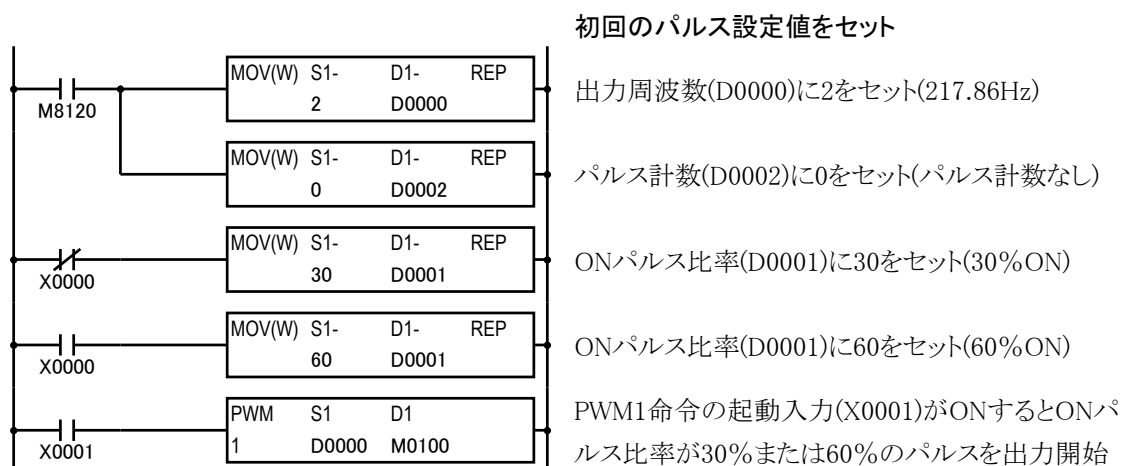 初回のパルス設定値をセット
MOV(W) S1- D1- REP
2 D0000
M8120
出力周波数(D0000)に2をセット(217.86Hz)
MOV(W) S1- D1- REP
0 D0002
パルス計数(D0002)に0をセット(パルス計数なし)
MOV(W) S1- D1- REP
30 D0001
X0000
ONパルス比率(D0001)に30をセット(30%ON)
MOV(W) S1- D1- REP
60 D0001
X0000
ONパルス比率(D0001)に60をセット(60%ON)
PWM S1 D1
1 D0000 M0100
X0001
PWM1命令の起動入力(X0001)がONするとONパ
ルス比率が30%または60%のパルスを出力開始